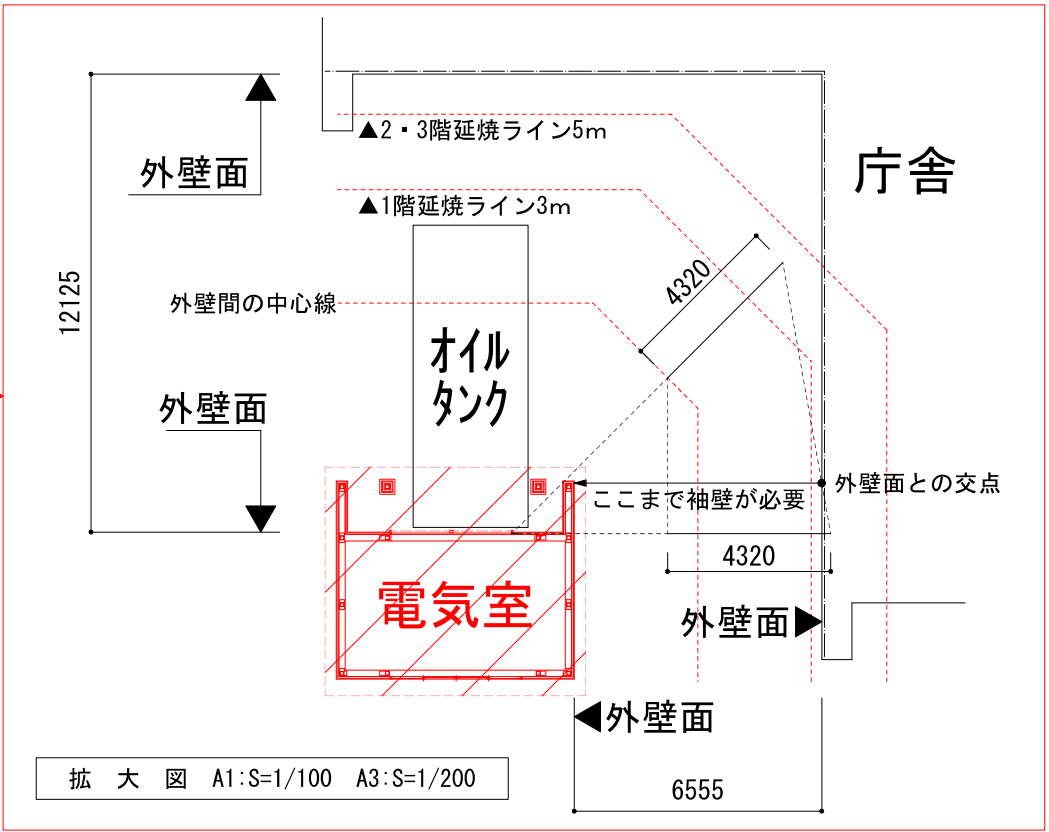 ▲2・3階延焼ライン5m
庁舎
外壁面
▲1階延焼ライン3m
4320
12125
外壁間の中心線
オイル
タンク
外壁面
外壁面との交点
ここまで袖壁が必要
4320
電気室
外壁面
外壁面
6555
拡 大 図 A1:S=1/100 A3:S=1/200